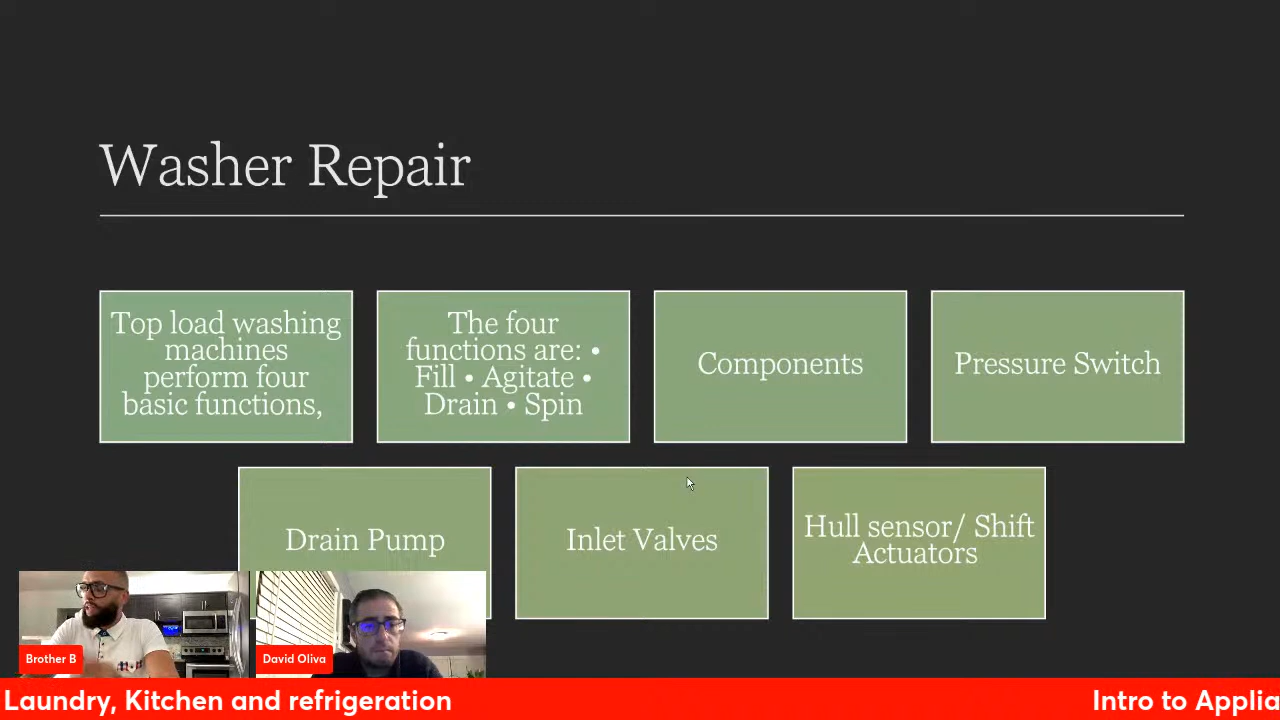 Washer Repair
Top load washing
machines
perform four
basic functions,
The four
functions are: •
Fill • Agitate •
Drain • Spin
Components
Pressure Switch
Drain Pump
Inlet Valves
Hull sensor/ Shift
Actuators
Brother B
David Oliva
Laundry, Kitchen and refrigeration
Intro to Applia